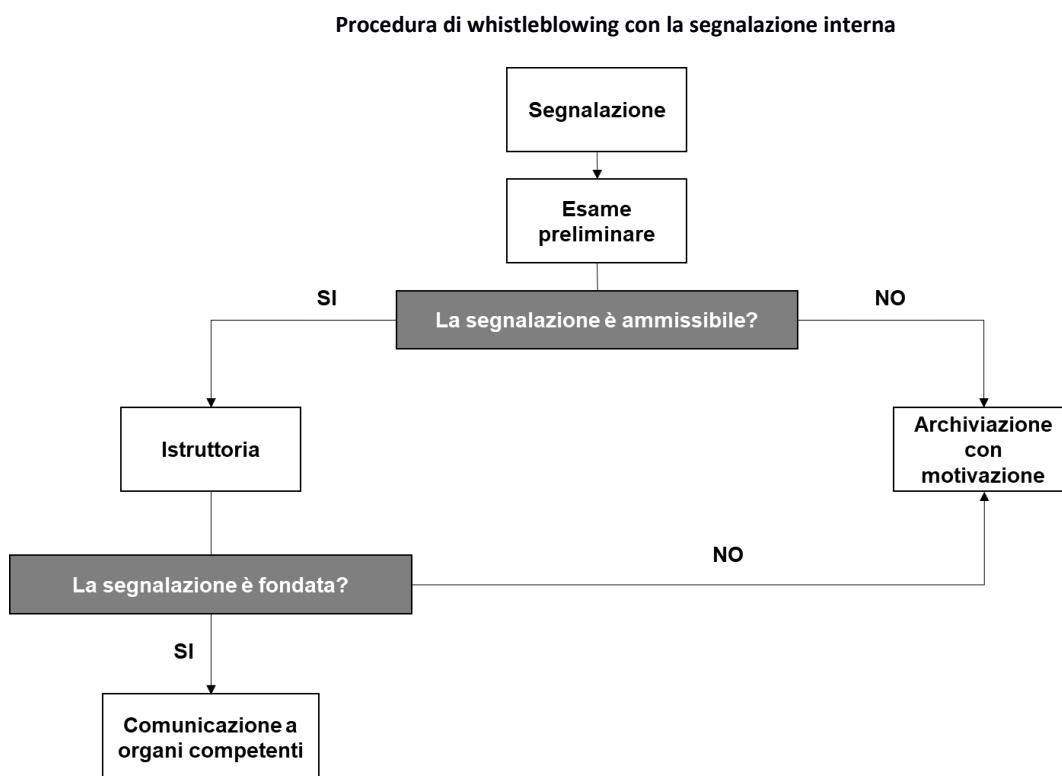 Procedura di whistleblowing con la segnalazione interna
Segnalazione
Esame
preliminare
SI
La segnalazione è ammissibile?
NO
Istruttoria
Archiviazione
con
motivazione
La segnalazione è fondata?
NO
SI
Comunicazione a
organi competenti